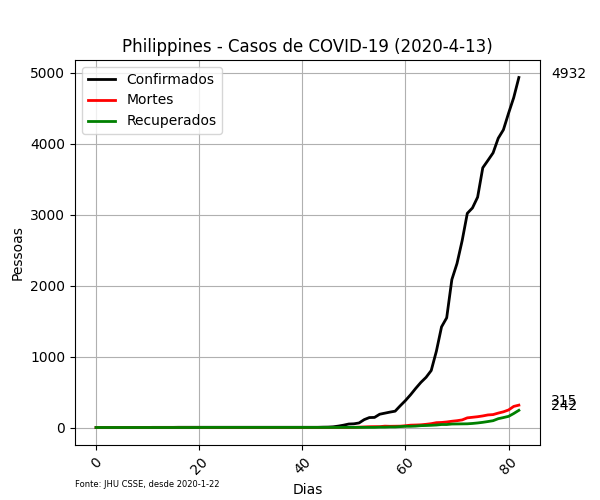 Philippines - Casos de COVID-19 (2020-4-13)
Confirmados
Mortes
Recuperados
Pessoas
5000
4000
3000
2000
1000
0
4932
315
242
0
20
40
60
80
Dias
Fonte: JHU CSSE, desde 2020-1-22